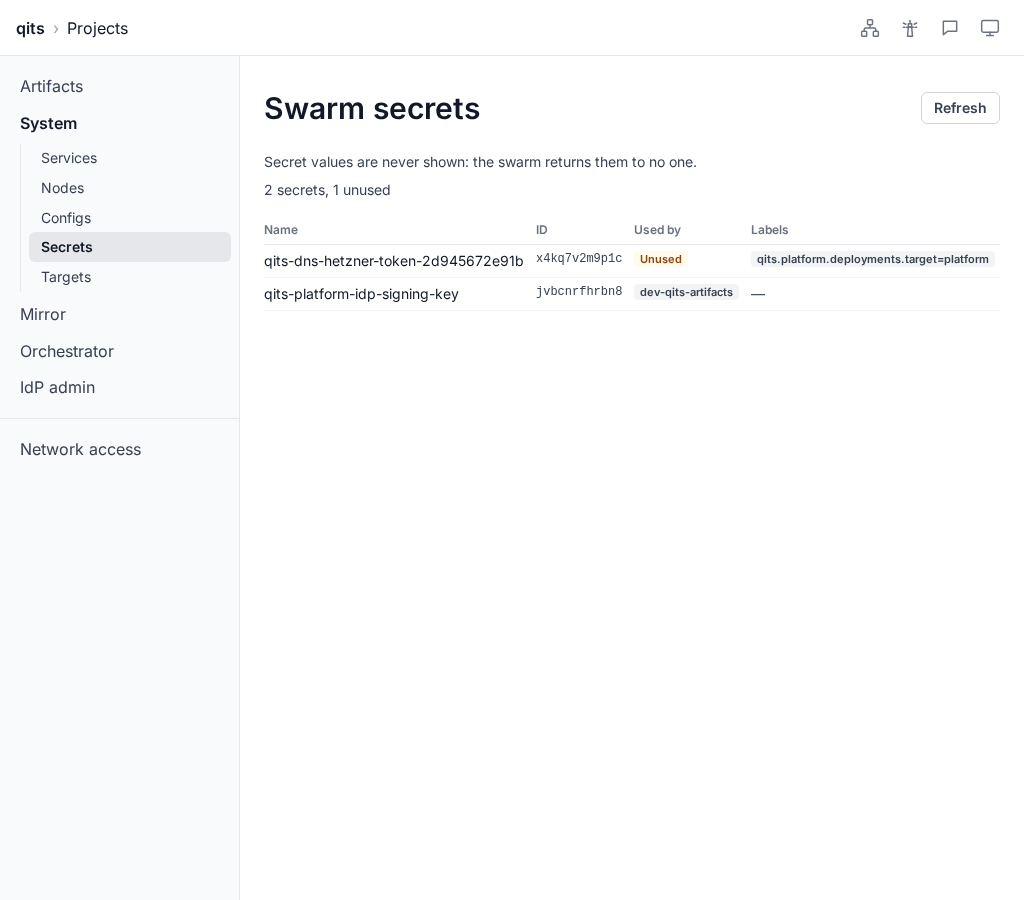 qits › Projects
Artifacts
System
Services
Nodes
Configs
Secrets
Targets
Mirror
Orchestrator
IdP admin
Network access
Swarm secrets
Refresh
Secret values are never shown: the swarm returns them to no one.
2 secrets, 1 unused
Name ID Used by Labels
qits-dns-hetzner-token-2d945672e91b x4kq7v2m9p1c Unused qits.platform.deployments.target=platform
qits-platform-idp-signing-key jvbcnrfhrbn8 dev-qits-artifacts —